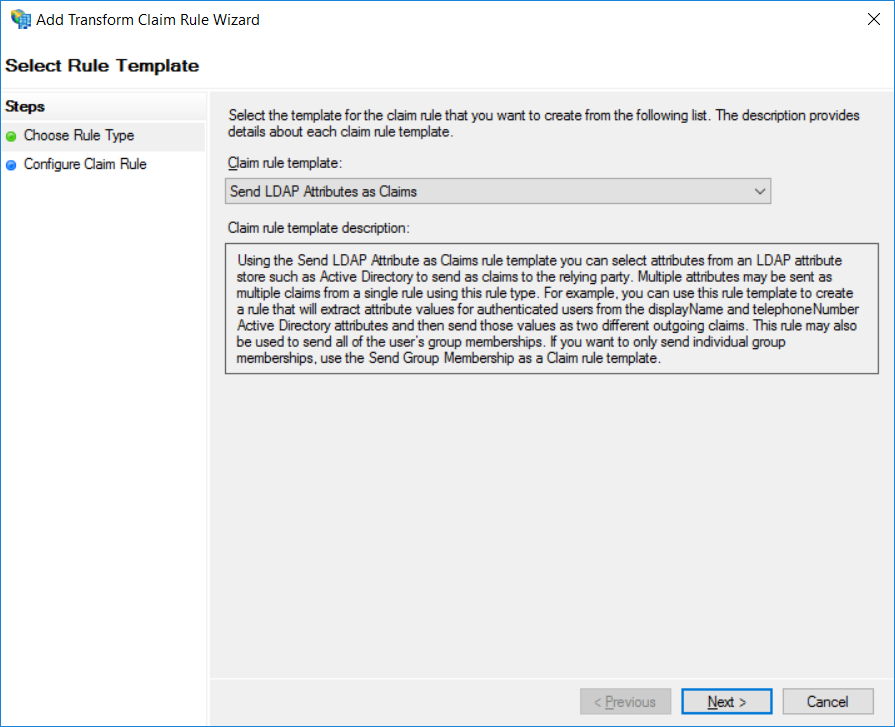 Add Transform Claim Rule Wizard
Select Rule Template
Steps
Choose Rule Type
Configure Claim Rule
Select the template for the claim rule that you want to create from the following list. The description provides
details about each claim rule template.
Claim rule template:
Send LDAP Attributes as Claims
Claim rule template description:
Using the Send LDAP Attribute as Claims rule template you can select attributes from an LDAP attribute
store such as Active Directory to send as claims to the relying party. Multiple attributes may be sent as
multiple claims from a single rule using this rule type. For example, you can use this rule template to create
a rule that will extract attribute values for authenticated users from the displayName and telephoneNumber
Active Directory attributes and then send those values as two different outgoing claims. This rule may also
be used to send all of the user's group memberships. If you want to only send individual group
memberships, use the Send Group Membership as a Claim rule template.
< Previous
Next >
Cancel